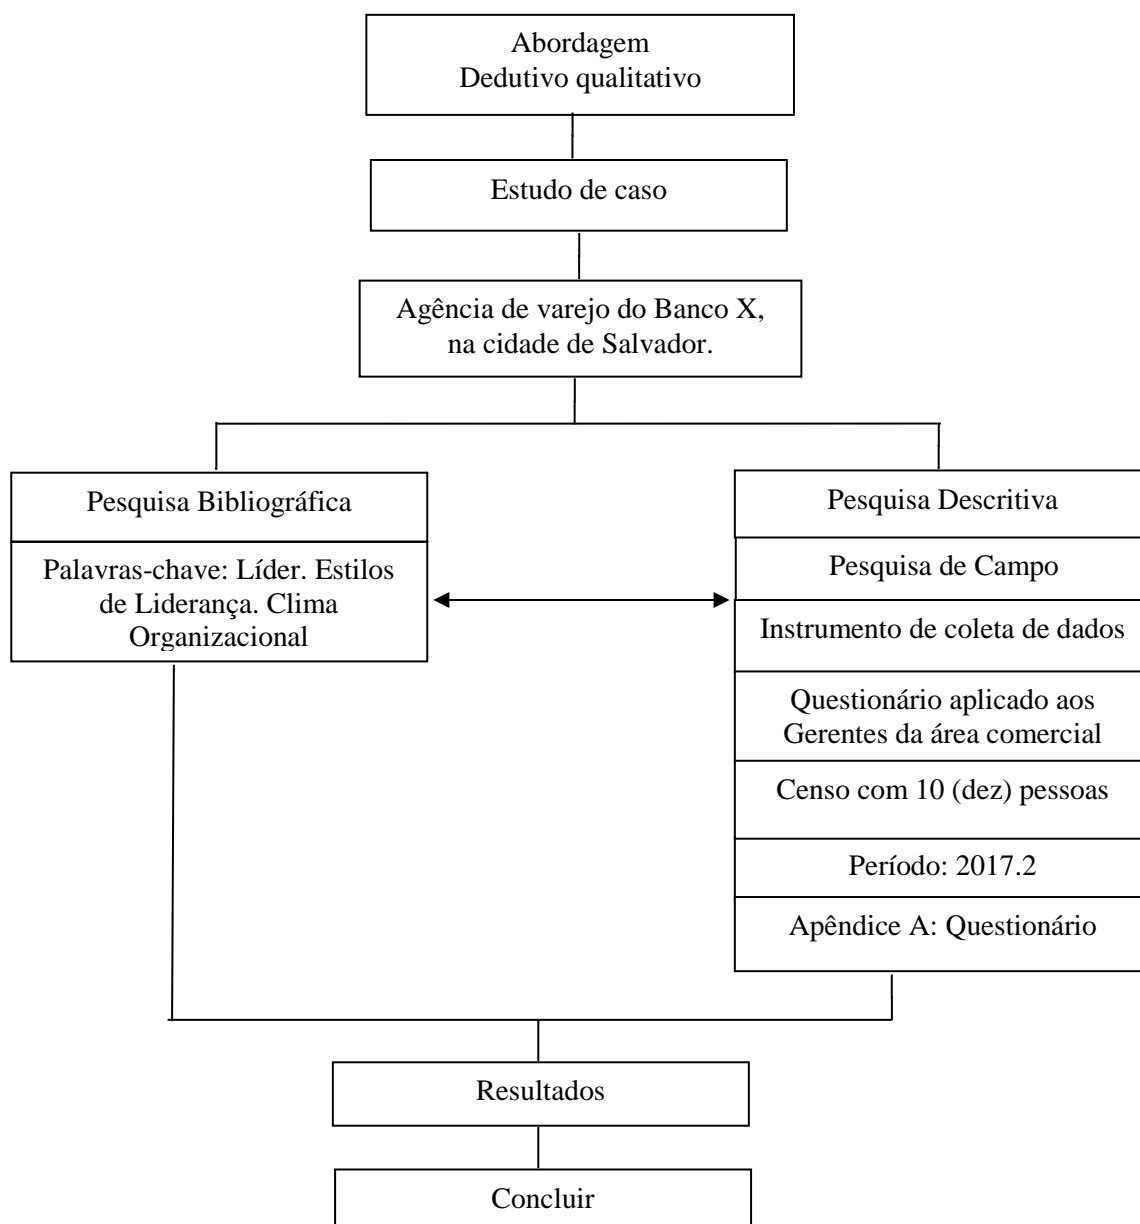 Abordagem
Dedutivo qualitativo
Estudo de caso
Agência de varejo do Banco X,
na cidade de Salvador.
Pesquisa Bibliográfica
Palavras-chave: Líder. Estilos
de Liderança. Clima
Organizacional
Pesquisa Descritiva
Pesquisa de Campo
Instrumento de coleta de dados
Questionário aplicado aos
Gerentes da área comercial
Censo com 10 (dez) pessoas
Período: 2017.2
Apêndice A: Questionário
Resultados
Concluir